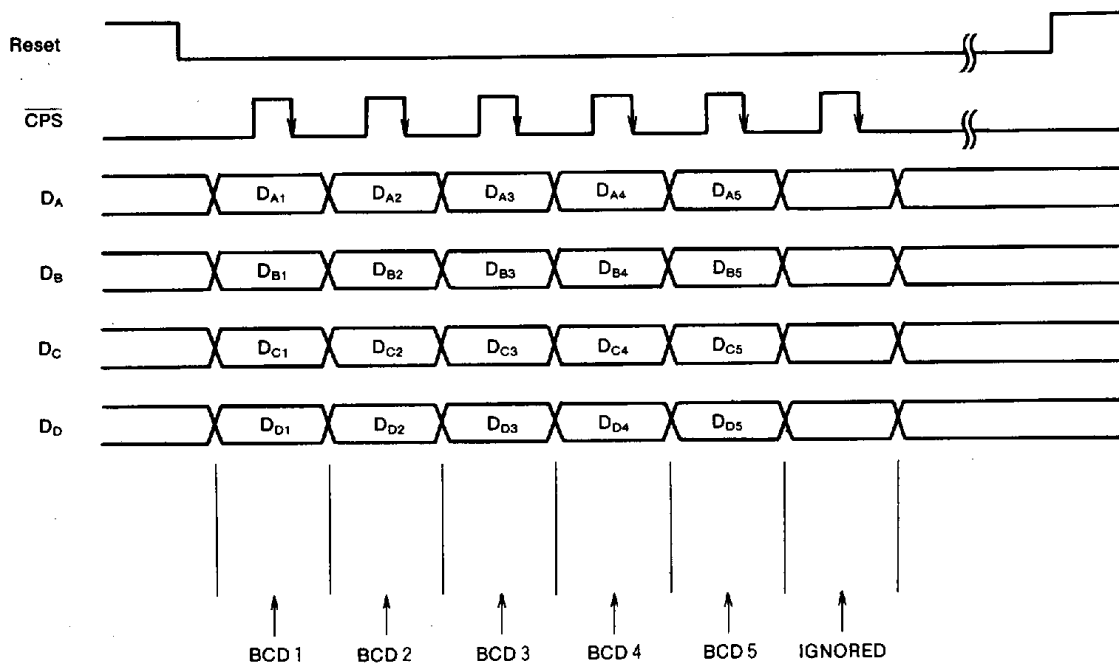 Reset
CPS
DA DA1 DA2 DA3 DA4 DA5
DB DB1 DB2 DB3 DB4 DB5
DC DC1 DC2 DC3 DC4 DC5
DD DD1 DD2 DD3 DD4 DD5
BCD 1 BCD 2 BCD 3 BCD 4 BCD 5 IGNORED